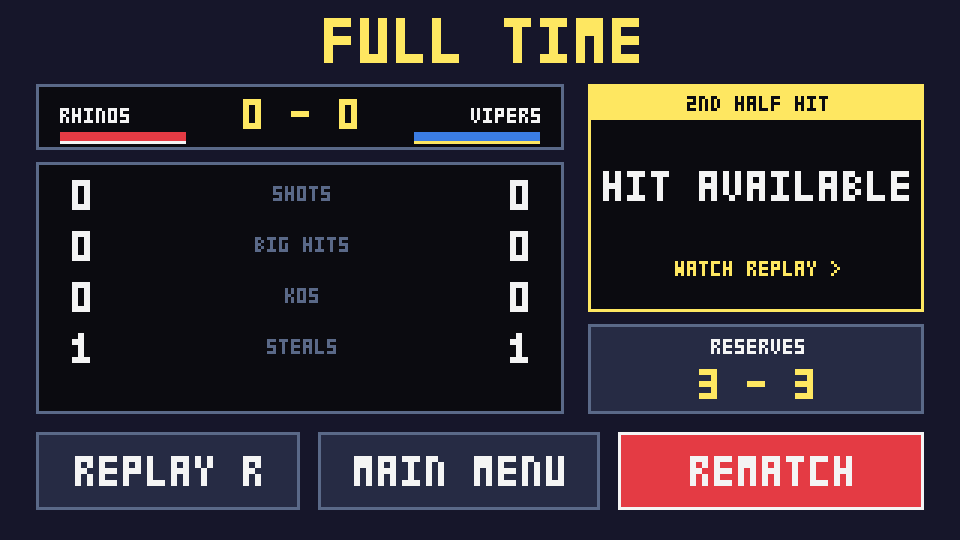 FULL TIME
RHINOS 0 - 0 VIPERS
0 SHOTS 0
0 BIG HITS 0
0 KOS 0
1 STEALS 1
2ND HALF HIT
HIT AVAILABLE
WATCH REPLAY >
RESERVES
3 - 3
REPLAY R
MAIN MENU
REMATCH